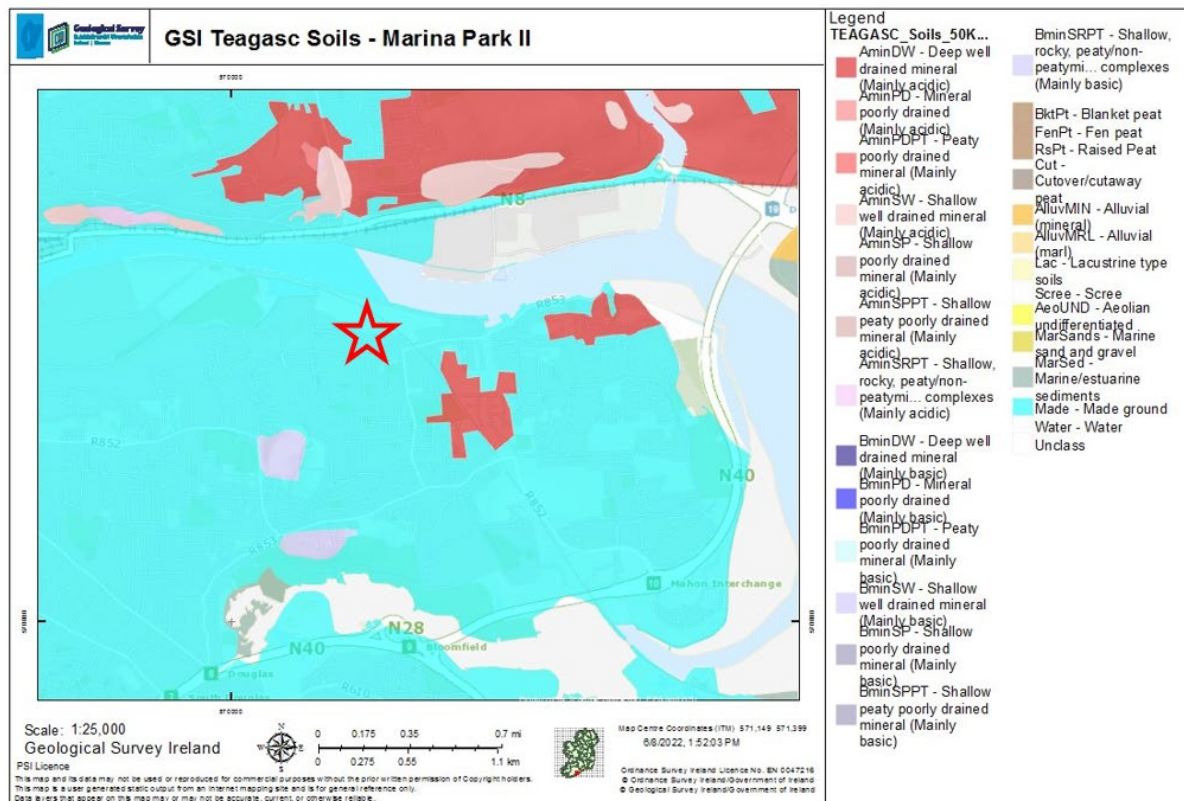 Geological Survey
Ireland
GSI Teagasc Soils - Marina Park II
570000
N8
R853
R852
N40
R853
R852
10 Mahon Interchange
570000
570000
N28
N40
9 Bloomfield
6 Douglas
R610
570000
Scale: 1:25,000
Geological Survey Ireland
PSI Licence
This map and its data may not be used or reproduced for commercial purposes without the prior written permission of Copyright holders.
This map is a user generated static output from an Internet mapping site and is for general reference only.
Data layers that appear on this map may or may not be accurate, current, or otherwise reliable.
N
W
E
S
0 0.175 0.35 0.7 mi
0 0.275 0.55 1.1 km
Map Centre Coordinates (ITM) 571,149 571,399
6/8/2022, 1:52:03 PM
Ordnance Survey Ireland Licence No. EN 0047216
© Ordnance Survey Ireland/Government of Ireland
© Geological Survey Ireland/Government of Ireland
Legend
TEAGASC_Soils_50K...
AminDW - Deep well
drained mineral
(Mainly acidic)
AminPD - Mineral
poorly drained
(Mainly acidic)
AminPDPT - Peaty
poorly drained
mineral (Mainly
acidic)
AminSW - Shallow
well drained mineral
(Mainly acidic)
AminSP - Shallow
poorly drained
mineral (Mainly
acidic)
AminSPPT - Shallow
peaty poorly drained
mineral (Mainly
acidic)
AminSRPT - Shallow,
rocky, peaty/non-
peatymi... complexes
(Mainly acidic)
BminDW - Deep well
drained mineral
(Mainly basic)
BminPD - Mineral
poorly drained
(Mainly basic)
BminPDPT - Peaty
poorly drained
mineral (Mainly
basic)
BminSW - Shallow
well drained mineral
(Mainly basic)
BminSP - Shallow
poorly drained
mineral (Mainly
basic)
BminSPPT - Shallow
peaty poorly drained
mineral (Mainly
basic)
BminSRPT - Shallow,
rocky, peaty/non-
peatymi... complexes
(Mainly basic)
BktPt - Blanket peat
FenPt - Fen peat
RsPt - Raised Peat
Cut -
Cutover/cutaway
peat
AlluvMIN - Alluvial
(mineral)
AlluvMRL - Alluvial
(marl)
Lac - Lacustrine type
soils
Scree - Scree
AeoUND - Aeolian
undifferentiated
MarSands - Marine
sand and gravel
MarSed -
Marine/estuarine
sediments
Made - Made ground
Water - Water
Unclass